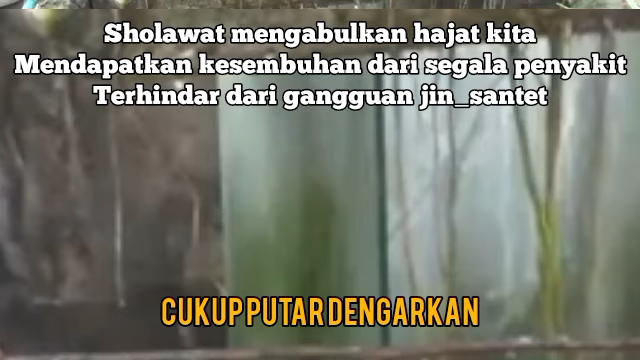 Sholawat mengabulkan hajat kita
Mendapatkan kesembuhan dari segala penyakit
Terhindar dari gangguan jin_santet
CUKUP PUTAR DENGARKAN